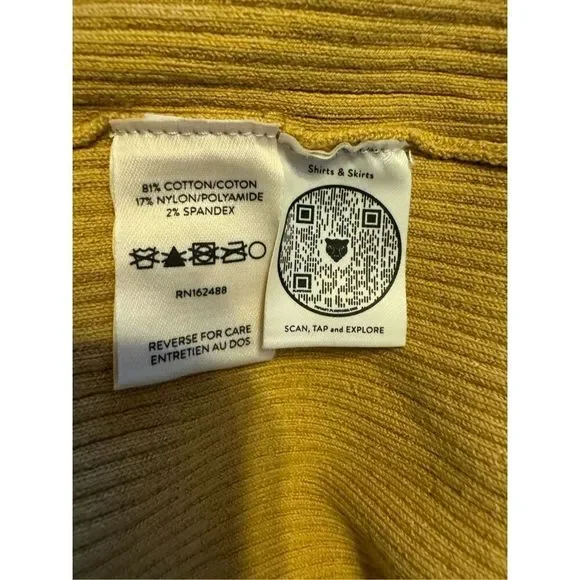 81% COTTON/COTON
17% NYLON/POLYAMIDE
2% SPANDEX
RN162488
REVERSE FOR CARE
ENTRETIEN AU DOS
Shirts & Skirts
SCAN, TAP and EXPLORE